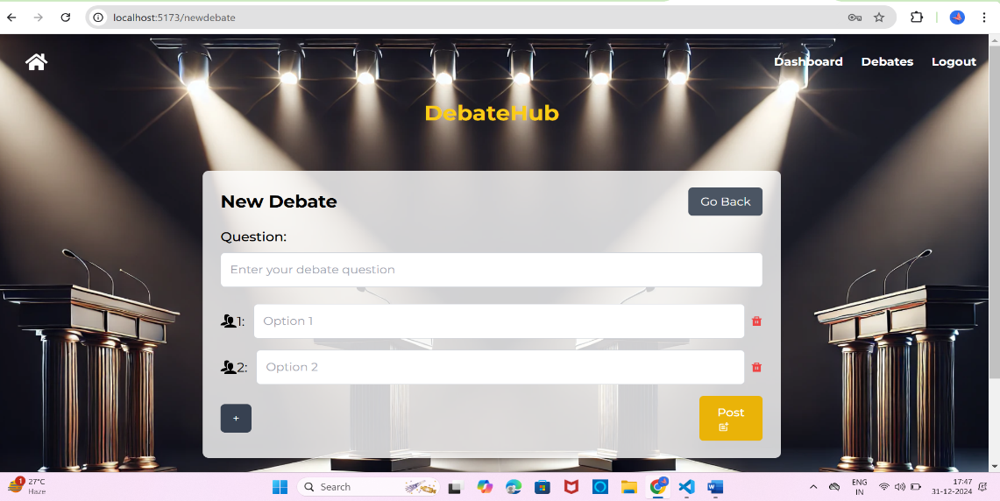 localhost:5173/newdebate
Dashboard Debates Logout
DebateHub
New Debate
Go Back
Question:
Enter your debate question
1: Option 1
2: Option 2
+
Post
1 27°C
Haze
Search
ENG
IN
17:47
31-12-2024